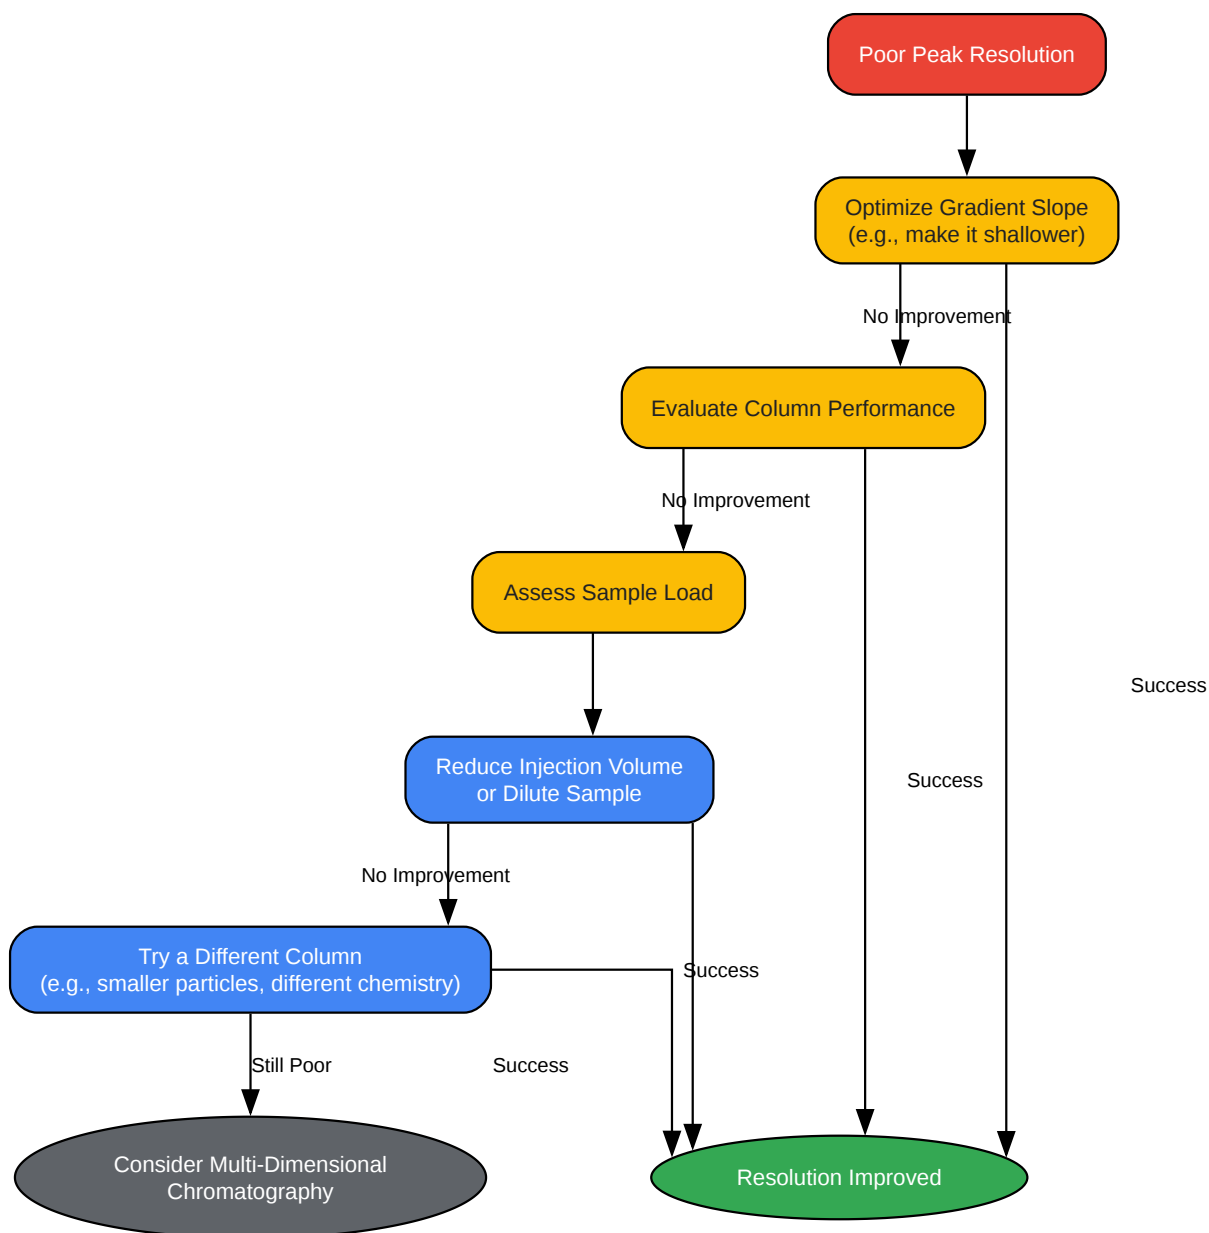 Poor Peak Resolution
Optimize Gradient Slope
(e.g., make it shallower)
No Improvement
Evaluate Column Performance
No Improvement
Assess Sample Load
Success
Reduce Injection Volume
or Dilute Sample
Success
No Improvement
Try a Different Column
(e.g., smaller particles, different chemistry)
Success
Still Poor
Success
Consider Multi-Dimensional
Chromatography
Resolution Improved